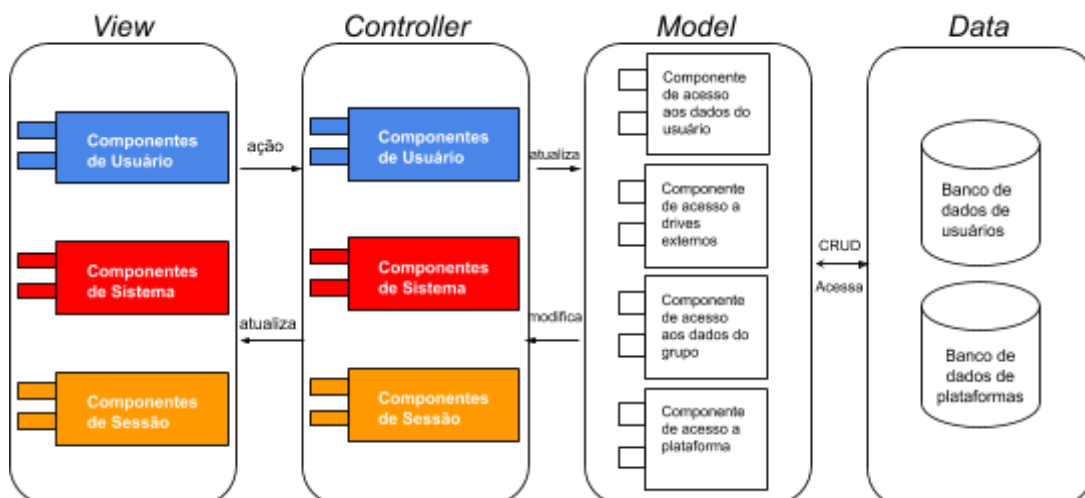 View
Controller
Model
Data
Componentes
de Usuário
Componentes
de Sistema
Componentes
de Sessão
ação
atualiza
Componentes
de Usuário
Componentes
de Sistema
Componentes
de Sessão
atualiza
modifica
Componente
de acesso
aos dados do
usuário
Componente
de acesso a
drives
externos
Componente
de acesso
aos dados do
grupo
Componente
de acesso a
plataforma
CRUD
Acessa
Banco de
dados de
usuários
Banco de
dados de
plataformas